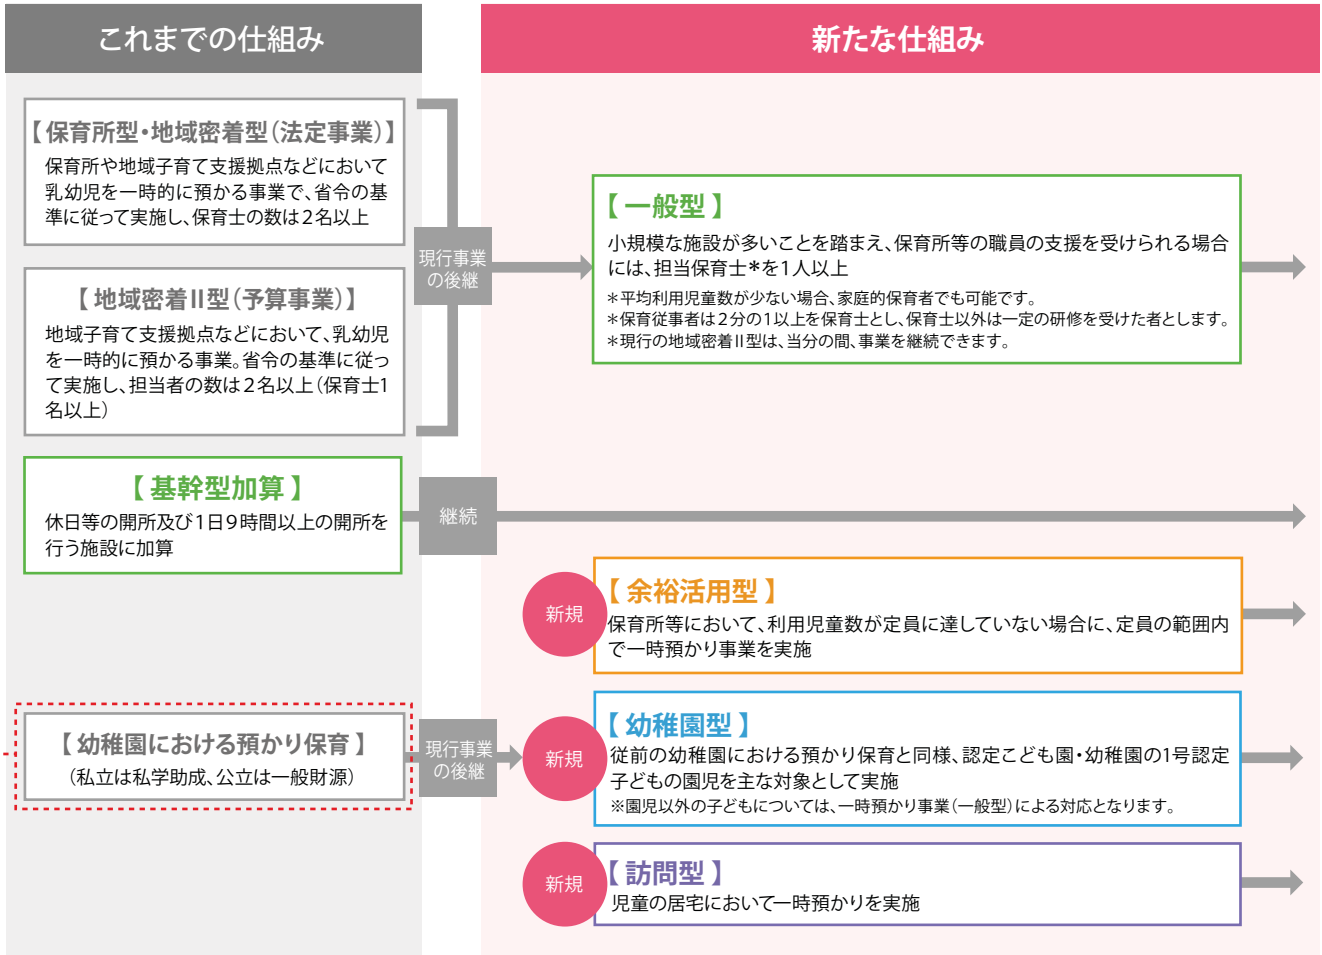 これまでの仕組み
新たな仕組み
【保育所型・地域密着型（法定事業）】
保育所や地域子育て支援拠点などにおいて
乳幼児を一時的に預かる事業で、省令の基
準に従って実施し、保育士の数は2名以上
【地域密着Ⅱ型（予算事業）】
地域子育て支援拠点などにおいて、乳幼児
を一時的に預かる事業。省令の基準に従っ
て実施し、担当者の数は2名以上（保育士1
名以上）
現行事業
の後継
【一般型】
小規模な施設が多いことを踏まえ、保育所等の職員の支援を受けられる場合
には、担当保育士＊を1人以上
＊平均利用児童数が少ない場合、家庭的保育者でも可能です。
＊保育従事者は2分の1以上を保育士とし、保育士以外は一定の研修を受けた者とします。
＊現行の地域密着Ⅱ型は、当分の間、事業を継続できます。
【基幹型加算】
休日等の開所及び1日9時間以上の開所を
行う施設に加算
継続
新規
【余裕活用型】
保育所等において、利用児童数が定員に達していない場合に、定員の範囲内
で一時預かり事業を実施
【幼稚園における預かり保育】
（私立は私学助成、公立は一般財源）
現行事業
の後継
新規
【幼稚園型】
従前の幼稚園における預かり保育と同様、認定こども園・幼稚園の1号認定
子どもの園児を主な対象として実施
※園児以外の子どもについては、一時預かり事業（一般型）による対応となります。
新規
【訪問型】
児童の居宅において一時預かりを実施